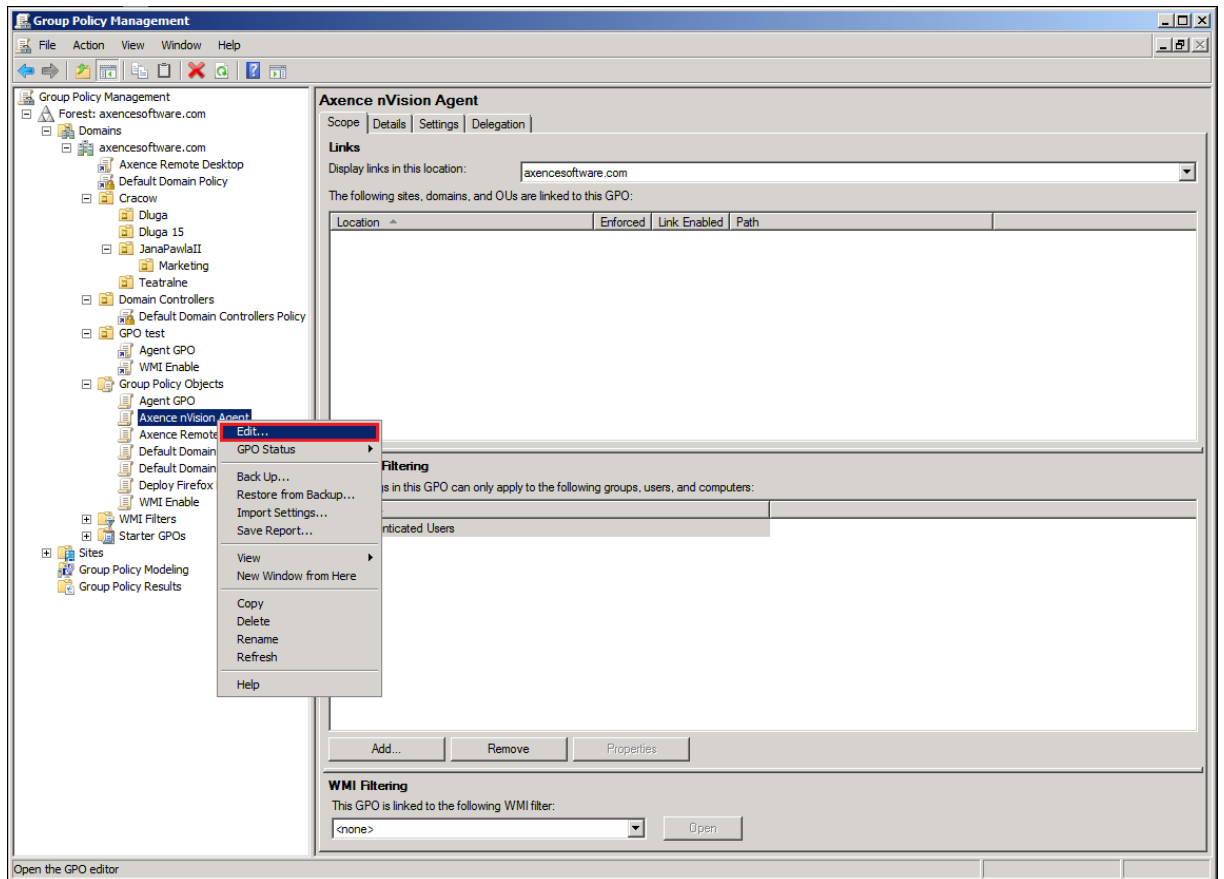 Group Policy Management
File Action View Window Help
Group Policy Management
Forest: axencesoftware.com
Domains
axencesoftware.com
Axence Remote Desktop
Default Domain Policy
Cracow
Dluga
Dluga 15
JanaPawlaII
Marketing
Teatralne
Domain Controllers
Default Domain Controllers Policy
GPO test
Agent GPO
WMI Enable
Group Policy Objects
Agent GPO
Axence nVision Agent
Axence Remote
Default Domain
Default Domain
Deploy Firefox
WMI Enable
WMI Filters
Starter GPOs
Sites
Group Policy Modeling
Group Policy Results
Edit...
GPO Status
Back Up...
Restore from Backup...
Import Settings...
Save Report...
View
New Window from Here
Copy
Delete
Rename
Refresh
Help
Axence nVision Agent
Scope Details Settings Delegation
Links
Display links in this location: axencesoftware.com
The following sites, domains, and OUs are linked to this GPO:
Location Enforced Link Enabled Path
Filtering
gs in this GPO can only apply to the following groups, users, and computers:
nticated Users
Add... Remove Properties
WMI Filtering
This GPO is linked to the following WMI filter:
<none> Open
Open the GPO editor